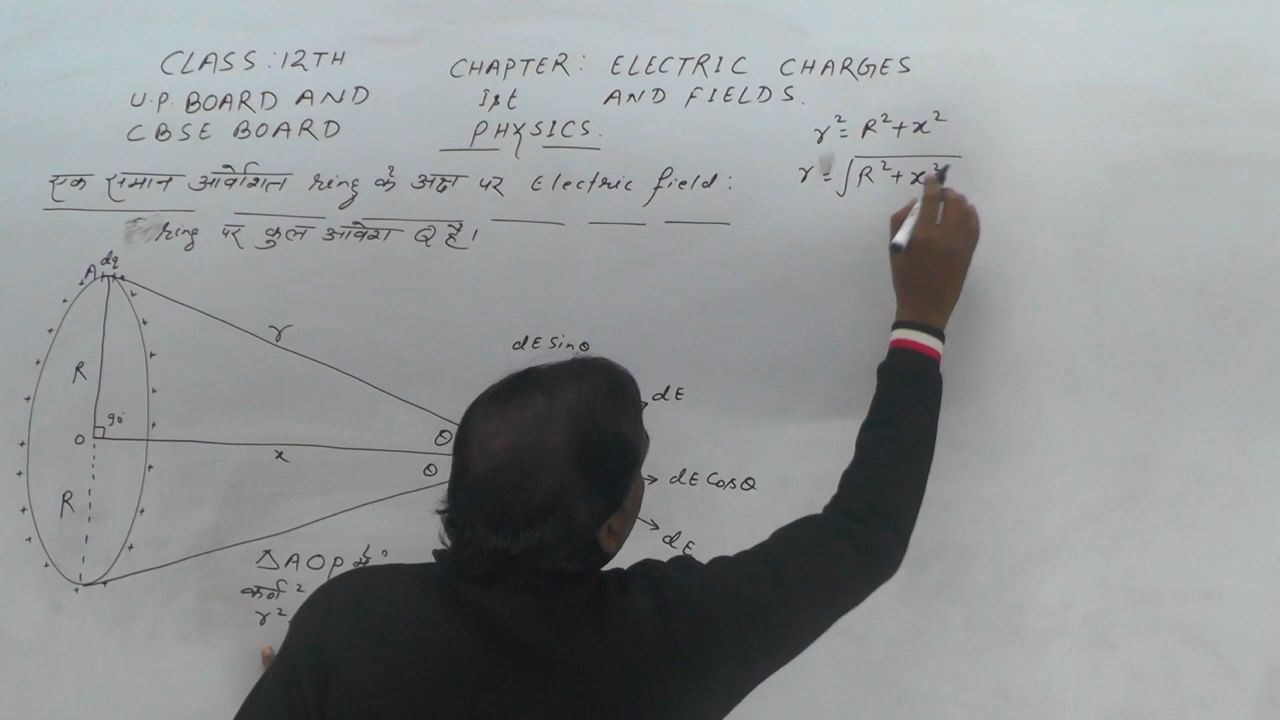 CLASS: 12TH
U.P. BOARD AND
CBSE BOARD
CHAPTER: ELECTRIC CHARGES
Ist AND FIELDS.
PHYSICS.
r² = R² + x²
r = √R² + x²
एक समान आवेशित ring के अक्ष पर Electric field:
ring पर कुल आवेश Q है।
A dq
r
R
90°
O
x
θ
θ
R
dE Sinθ
dE
dE Cosθ
dE
△AOP में
कर्ण²
r²